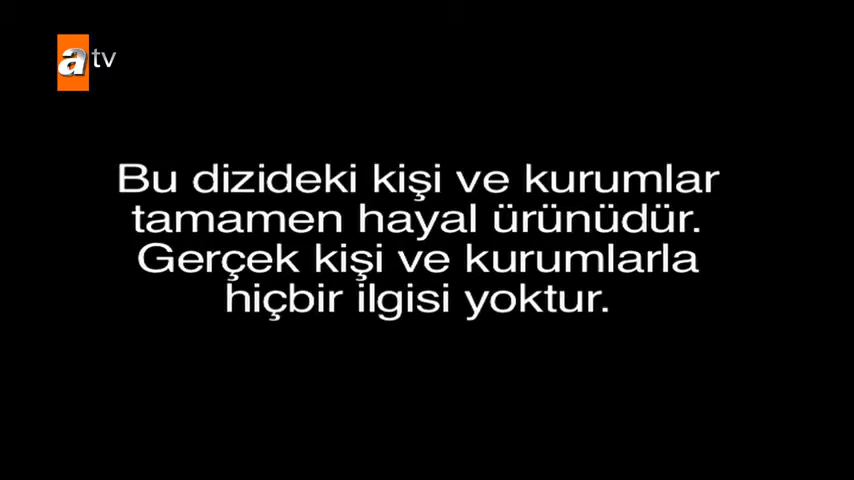 atv
Bu dizideki kişi ve kurumlar
tamamen hayal ürünüdür.
Gerçek kişi ve kurumlarla
hiçbir ilgisi yoktur.